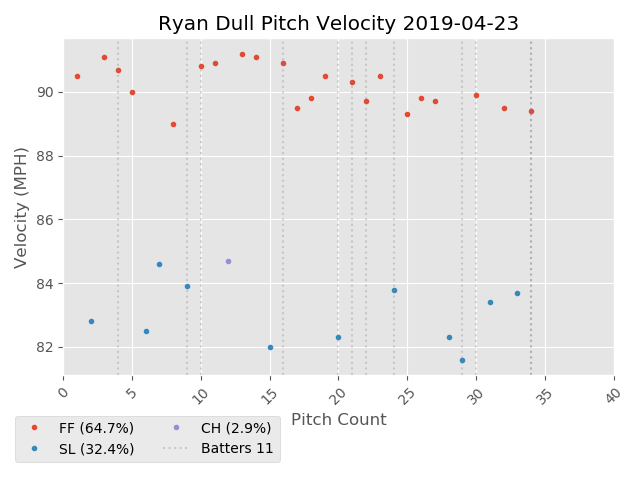 Ryan Dull Pitch Velocity 2019-04-23
Velocity (MPH)
90
88
86
84
82
0 5 10 15 20 25 30 35 40
Pitch Count
FF (64.7%) CH (2.9%)
SL (32.4%) Batters 11